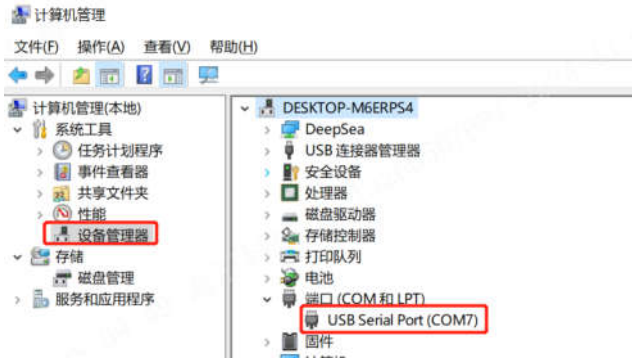 计算机管理
文件(F) 操作(A) 查看(V) 帮助(H)
计算机管理(本地)
系统工具
任务计划程序
事件查看器
共享文件夹
性能
设备管理器
存储
磁盘管理
服务和应用程序
DESKTOP-M6ERPS4
DeepSea
USB 连接器管理器
安全设备
处理器
磁盘驱动器
存储控制器
打印队列
电池
端口 (COM 和 LPT)
USB Serial Port (COM7)
固件